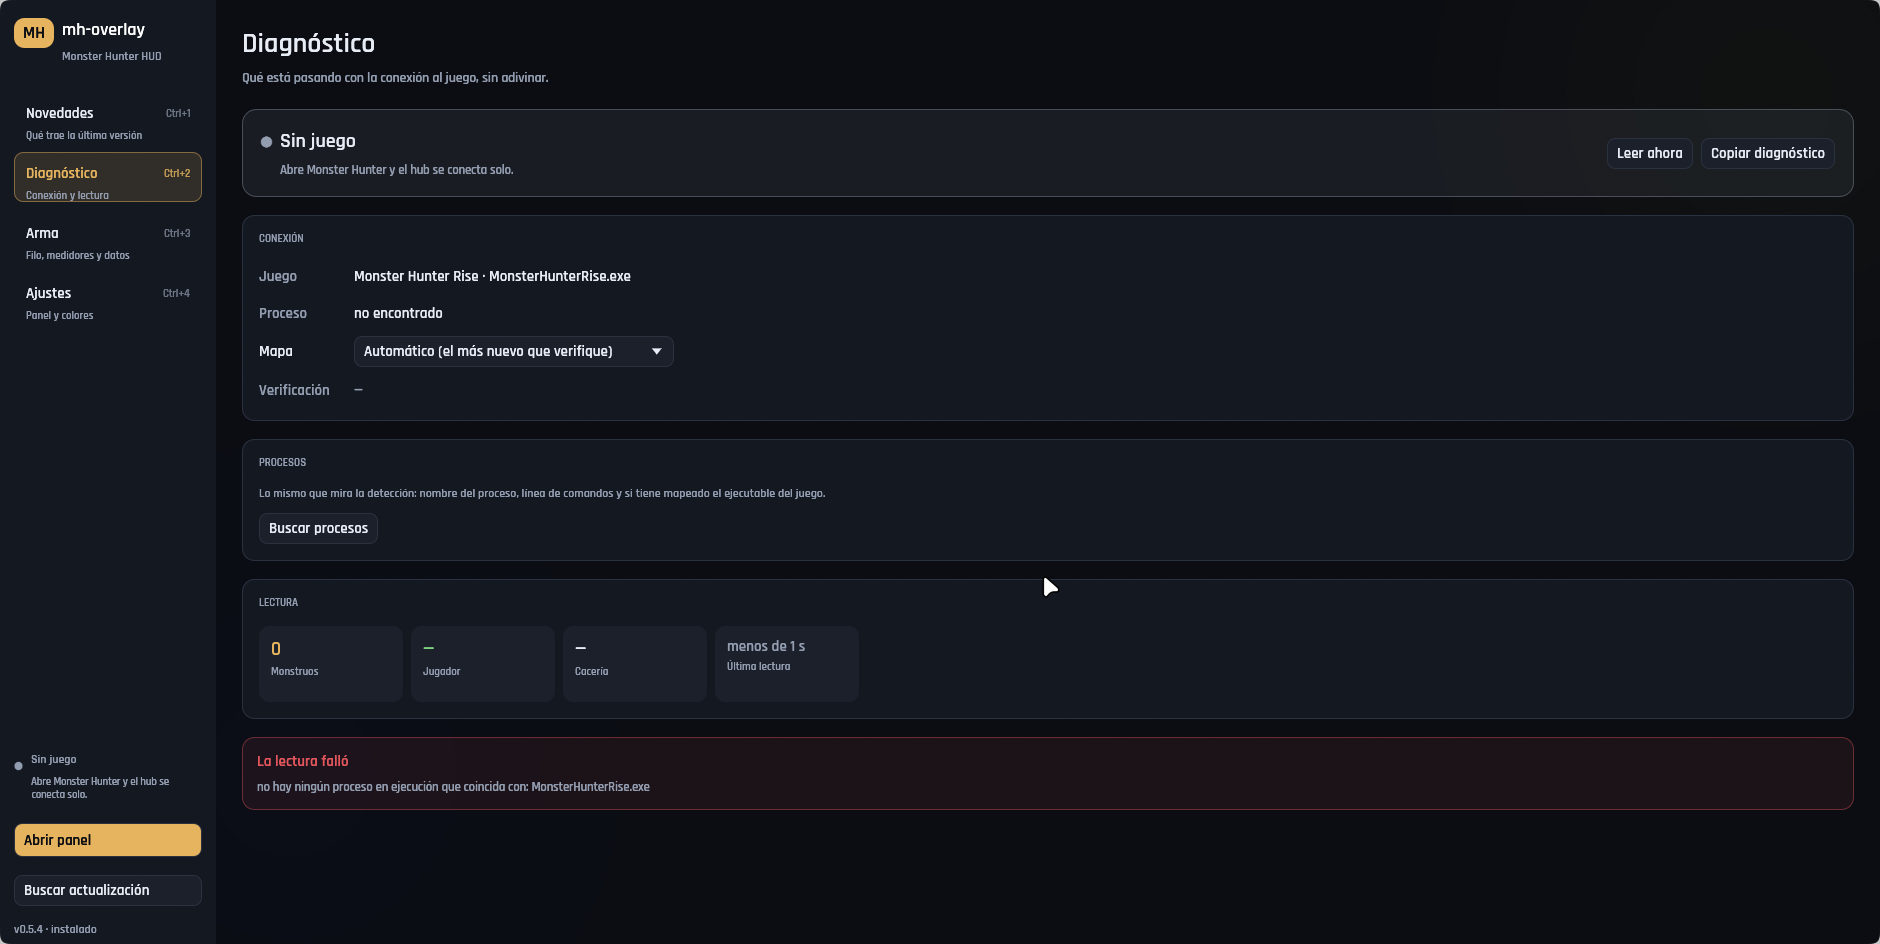 MH
mh-overlay
Monster Hunter HUD
Novedades
Ctrl+1
Qué trae la última versión
Diagnóstico
Ctrl+2
Conexión y lectura
Arma
Ctrl+3
Filo, medidores y datos
Ajustes
Ctrl+4
Panel y colores
Sin juego
Abre Monster Hunter y el hub se
conecta solo.
Abrir panel
Buscar actualización
v0.5.4 · instalado
Diagnóstico
Qué está pasando con la conexión al juego, sin adivinar.
Sin juego
Abre Monster Hunter y el hub se conecta solo.
Leer ahora
Copiar diagnóstico
CONEXIÓN
Juego
Monster Hunter Rise · MonsterHunterRise.exe
Proceso
no encontrado
Mapa
Automático (el más nuevo que verifique)
Verificación
—
PROCESOS
Lo mismo que mira la detección: nombre del proceso, línea de comandos y si tiene mapeado el ejecutable del juego.
Buscar procesos
LECTURA
0
Monstruos
—
Jugador
—
Cacería
menos de 1 s
Última lectura
La lectura falló
no hay ningún proceso en ejecución que coincida con: MonsterHunterRise.exe